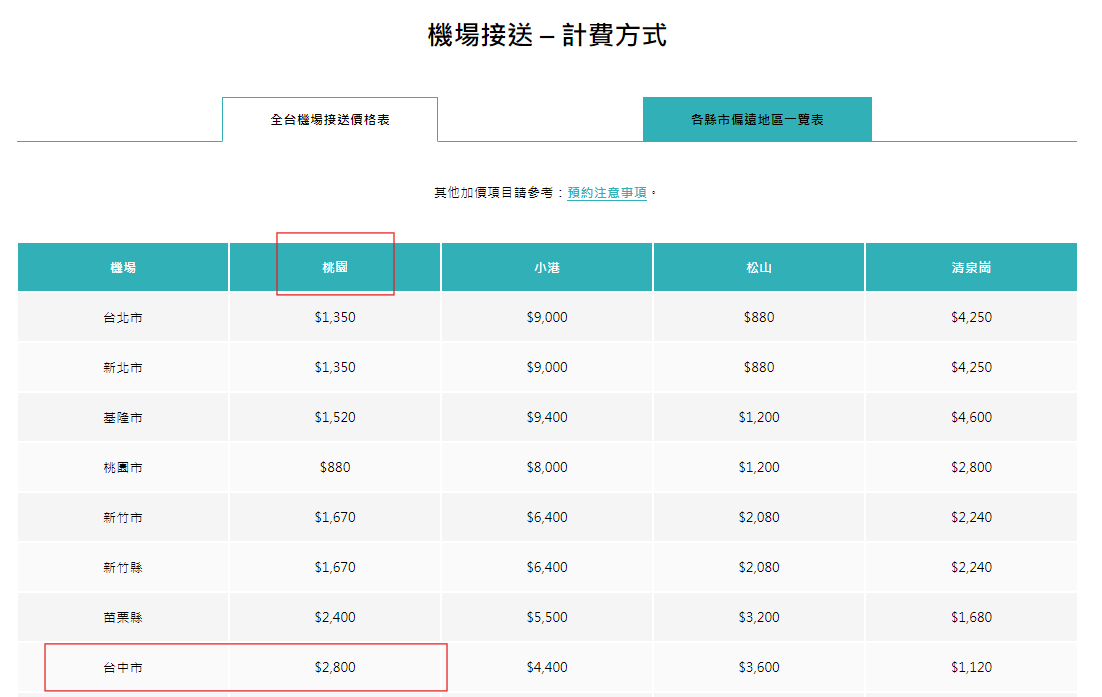 機場接送 – 計費方式
全台機場接送價格表 各縣市偏遠地區一覽表
其他加價項目請參考：預約注意事項。
機場 桃園 小港 松山 清泉崗
台北市 $1,350 $9,000 $880 $4,250
新北市 $1,350 $9,000 $880 $4,250
基隆市 $1,520 $9,400 $1,200 $4,600
桃園市 $880 $8,000 $1,200 $2,800
新竹市 $1,670 $6,400 $2,080 $2,240
新竹縣 $1,670 $6,400 $2,080 $2,240
苗栗縣 $2,400 $5,500 $3,200 $1,680
台中市 $2,800 $4,400 $3,600 $1,120